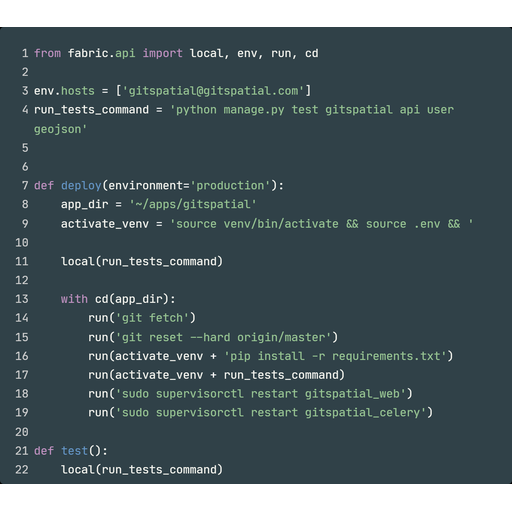 1 from fabric.api import local, env, run, cd
2
3 env.hosts = ['gitspatial@gitspatial.com']
4 run_tests_command = 'python manage.py test gitspatial api user
geojson'
5
6
7 def deploy(environment='production'):
8     app_dir = '~/apps/gitspatial'
9     activate_venv = 'source venv/bin/activate && source .env && '
10
11     local(run_tests_command)
12
13     with cd(app_dir):
14         run('git fetch')
15         run('git reset --hard origin/master')
16         run(activate_venv + 'pip install -r requirements.txt')
17         run(activate_venv + run_tests_command)
18         run('sudo supervisorctl restart gitspatial_web')
19         run('sudo supervisorctl restart gitspatial_celery')
20
21 def test():
22     local(run_tests_command)